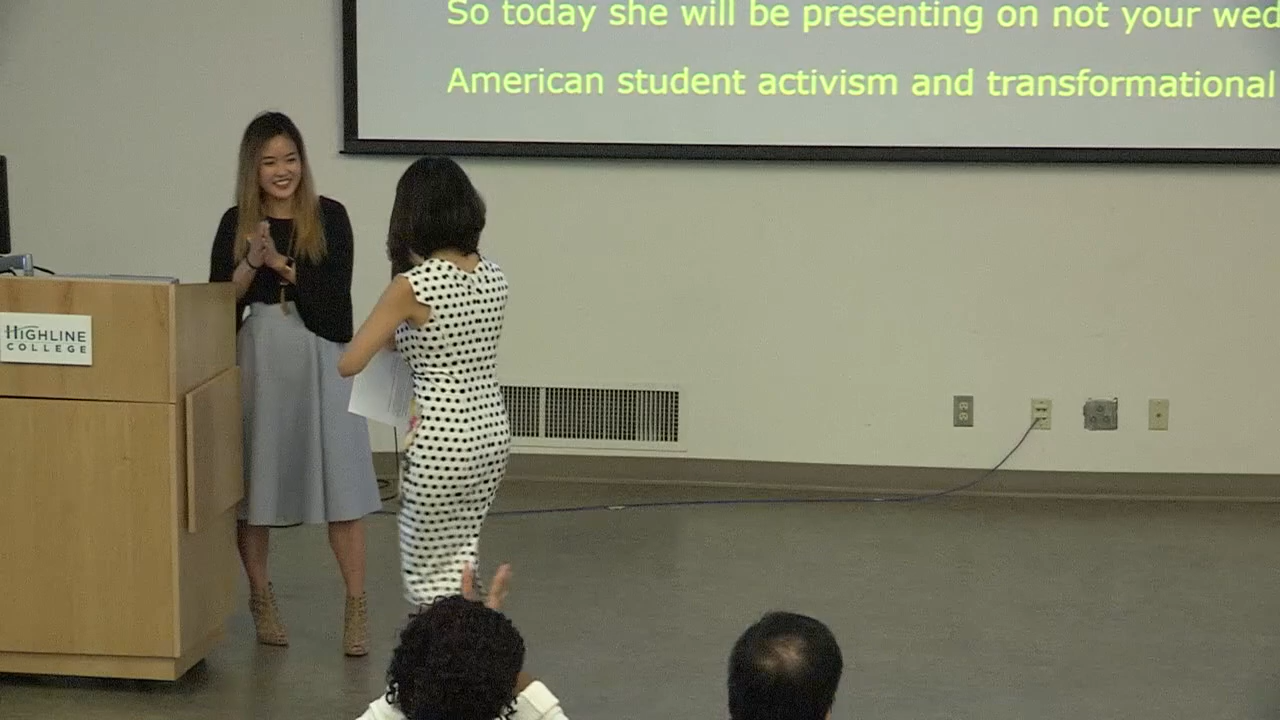 So today she will be presenting on not your
American student activism and transformational
HIGHLINE
COLLEGE